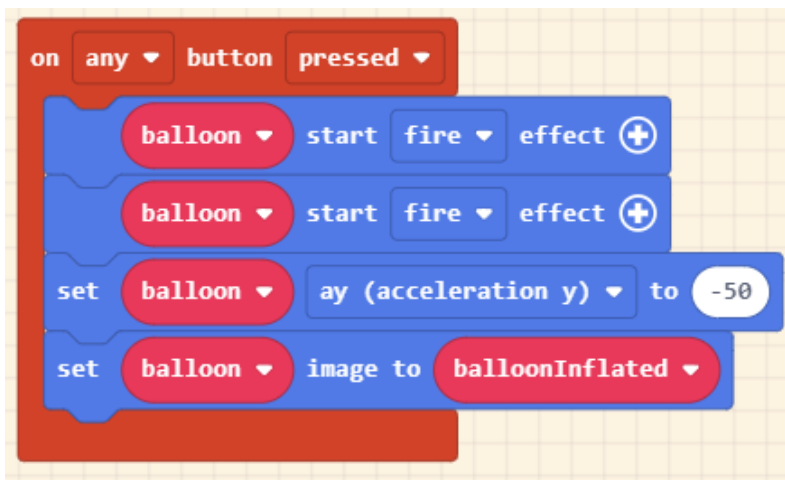 on any button pressed
balloon start fire effect
balloon start fire effect
set balloon ay (acceleration y) to -50
set balloon image to balloonInflated